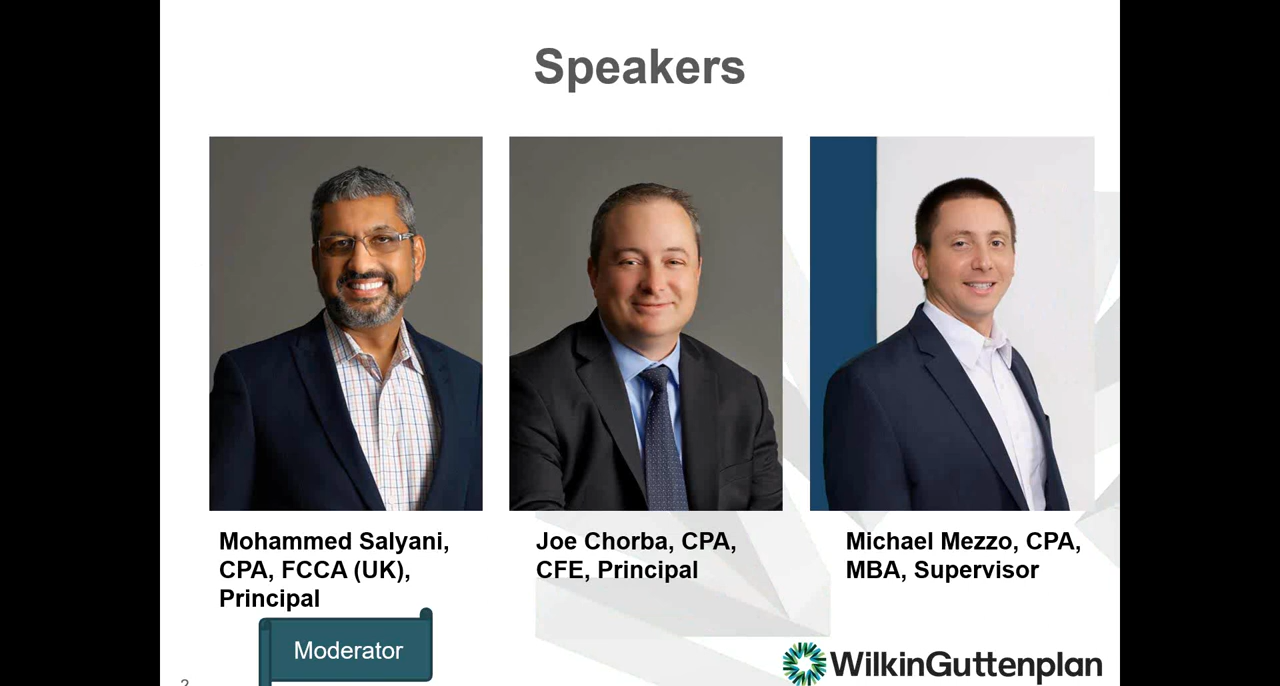 Speakers
Mohammed Salyani,
CPA, FCCA (UK),
Principal
Joe Chorba, CPA,
CFE, Principal
Michael Mezzo, CPA,
MBA, Supervisor
Moderator
WilkinGuttenplan
2